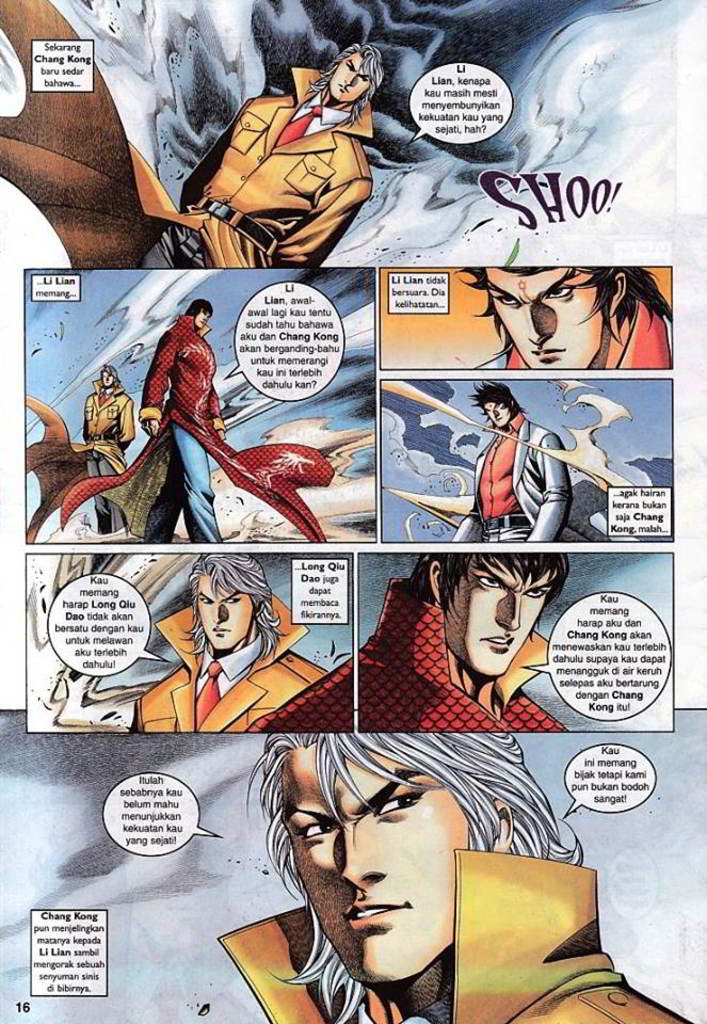 Sekarang
Chang Kong
baru sedar
bahawa...
Li
Lian, kenapa
kau masih mesti
menyembunyikan
kekuatan kau yang
sejati, hah?
SHOO!
...Li Lian
memang...
Li
Lian, awal-
awal lagi kau tentu
sudah tahu bahawa
aku dan Chang Kong
akan berganding-bahu
untuk memerangi
kau ini terlebih
dahulu kan?
Li Lian tidak
bersuara. Dia
kelihatatan...
...agak hairan
kerana bukan
saja Chang
Kong, malah...
Kau
memang
harap Long Qiu
Dao tidak akan
bersatu dengan kau
untuk melawan
aku terlebih
dahulu!
...Long Qiu
Dao juga
dapat
membaca
fikirannya.
Kau
memang
harap aku dan
Chang Kong akan
menewaskan kau terlebih
dahulu supaya kau dapat
menangguk di air keruh
selepas aku bertarung
dengan Chang
Kong itu!
Itulah
sebabnya kau
belum mahu
menunjukkan
kekuatan kau
yang sejati!
Kau
ini memang
bijak tetapi kami
pun bukan bodoh
sangat!
Chang Kong
pun menjelingkan
matanya kepada
Li Lian sambil
mengorak sebuah
senyuman sinis
di bibirnya.
16